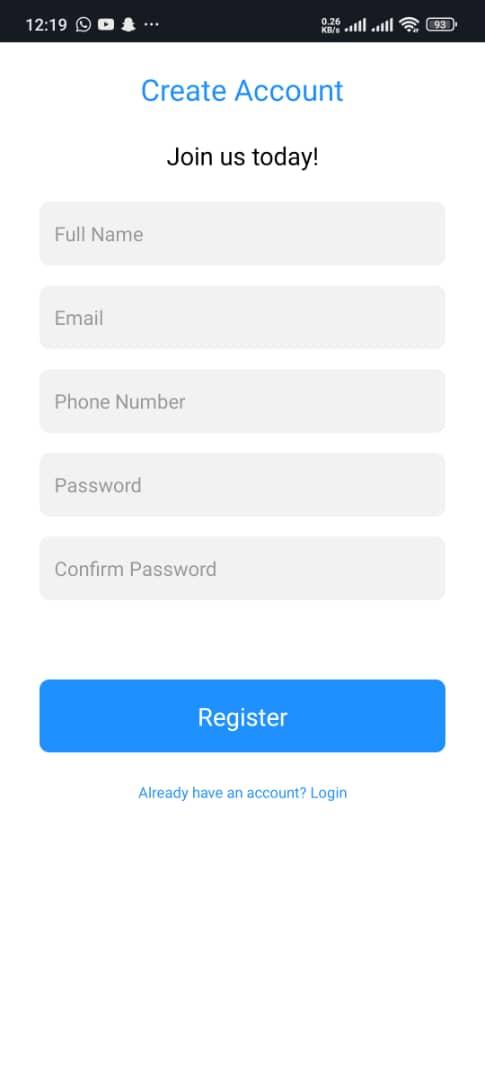 12:19
0.26
KB/s
93
Create Account
Join us today!
Full Name
Email
Phone Number
Password
Confirm Password
Register
Already have an account? Login